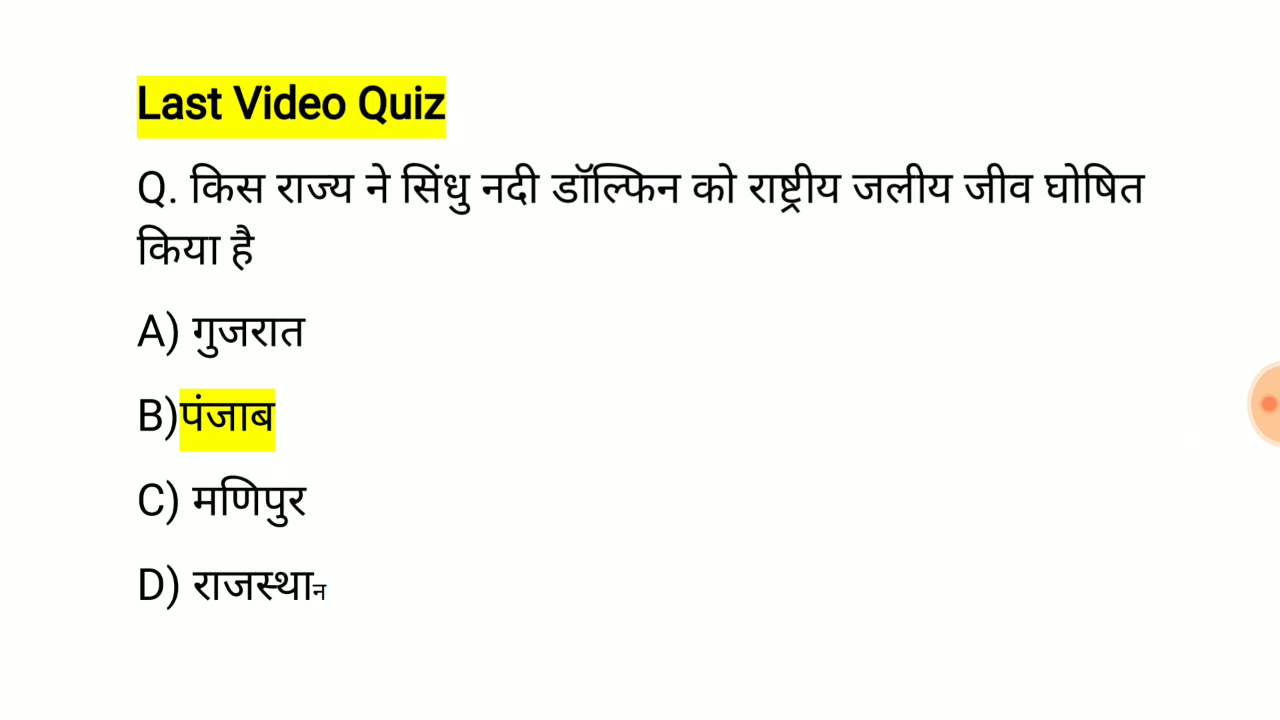 Last Video Quiz
Q. किस राज्य ने सिंधु नदी डॉल्फिन को राष्ट्रीय जलीय जीव घोषित
किया है
A) गुजरात
B)पंजाब
C) मणिपुर
D) राजस्थान